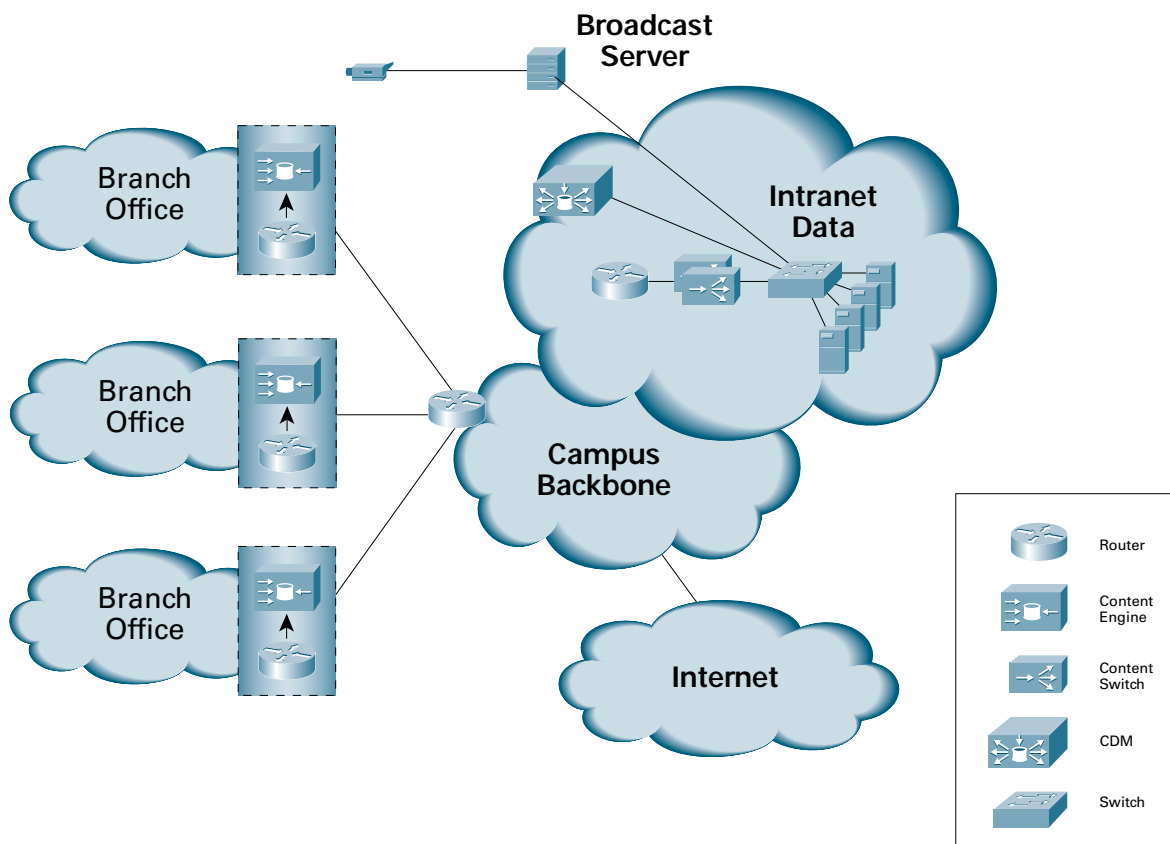 Broadcast
Server
Branch
Office
Intranet
Data
Branch
Office
Campus
Backbone
Branch
Office
Internet
Router
Content
Engine
Content
Switch
CDM
Switch